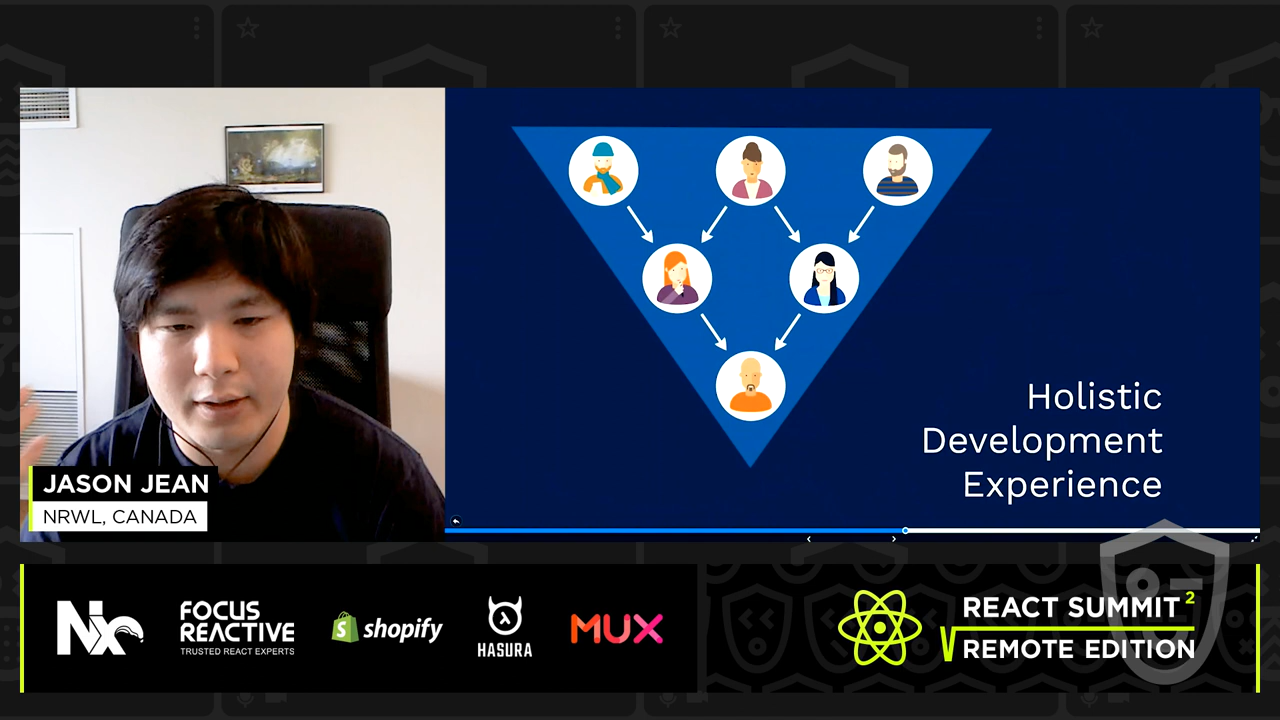 Holistic
Development
Experience
JASON JEAN
NRWL, CANADA
Nx
FOCUS
REACTIVE
TRUSTED REACT EXPERTS
shopify
HASURA
MUX
REACT SUMMIT 2
REMOTE EDITION